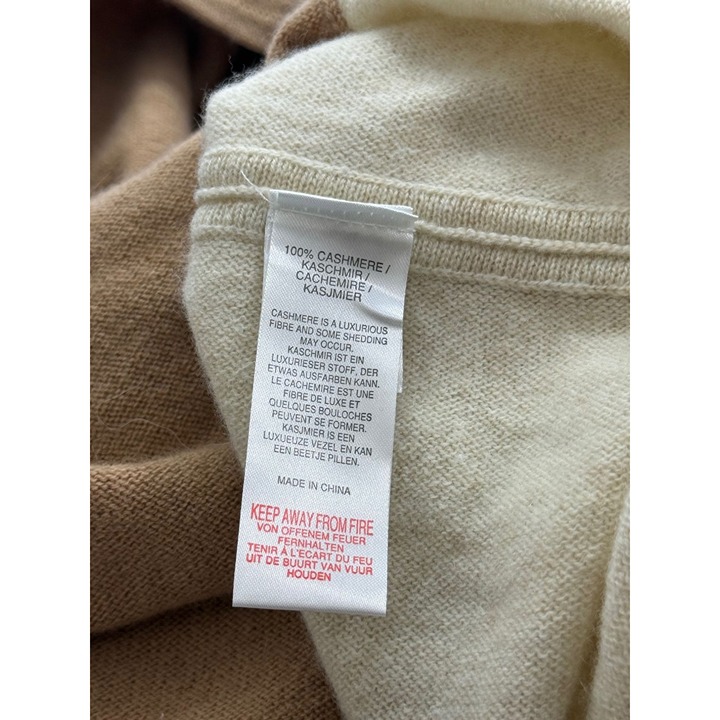 100% CASHMERE /
KASCHMIR /
CACHEMIRE /
KASJMIER
CASHMERE IS A LUXURIOUS
FIBRE AND SOME SHEDDING
MAY OCCUR.
KASCHMIR IST EIN
LUXURIESER STOFF, DER
ETWAS AUSFARBEN KANN.
LE CACHEMIRE EST UNE
FIBRE DE LUXE ET
QUELQUES BOULOCHES
PEUVENT SE FORMER.
KASJMIER IS EEN
LUXUEUZE VEZEL EN KAN
EEN BEETJE PILLEN.
MADE IN CHINA
KEEP AWAY FROM FIRE
VON OFFENEM FEUER
FERNHALTEN
TENIR À L'ECART DU FEU
UIT DE BUURT VAN VUUR
HOUDEN